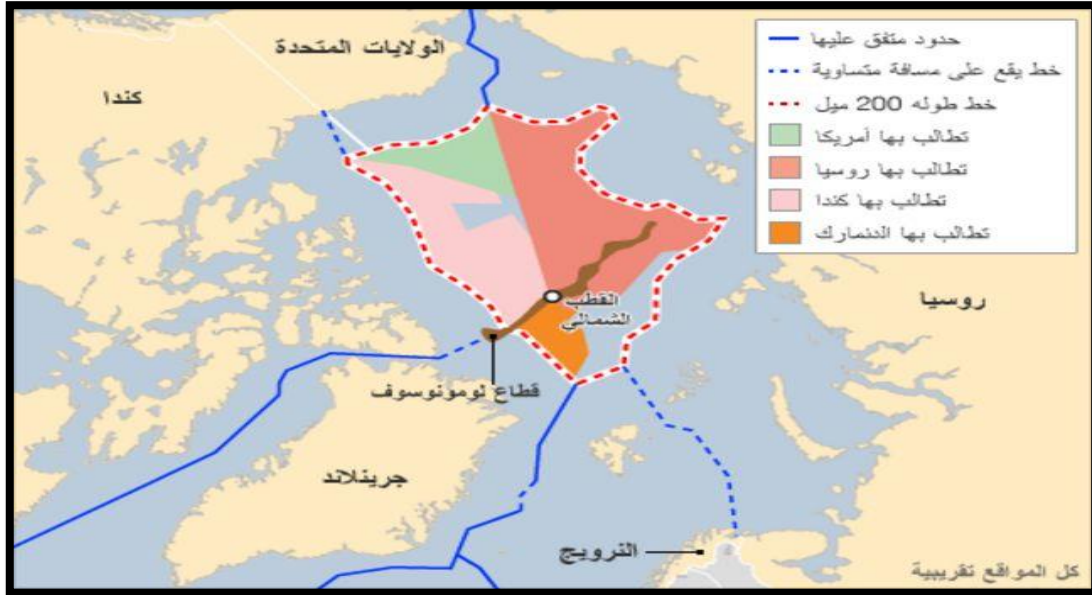 الولايات المتحدة
كندا
حدود متفق عليها
خط يقع على مسافة متساوية
خط طوله 200 ميل
تطالب بها أمريكا
تطالب بها روسيا
تطالب بها كندا
تطالب بها الدنمارك
روسيا
القطب
الشمالي
قطاع لومونوسوف
جرينلاند
النرويج
كل المواقع تقريبية